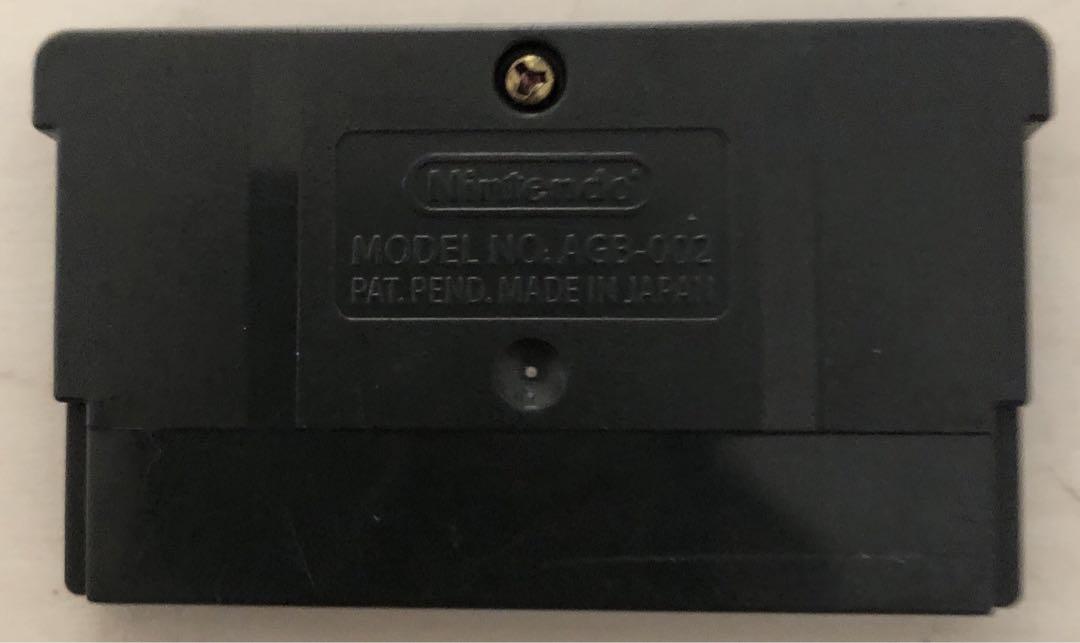 Nintendo
MODEL NO. AGB-002
PAT. PEND. MADE IN JAPAN